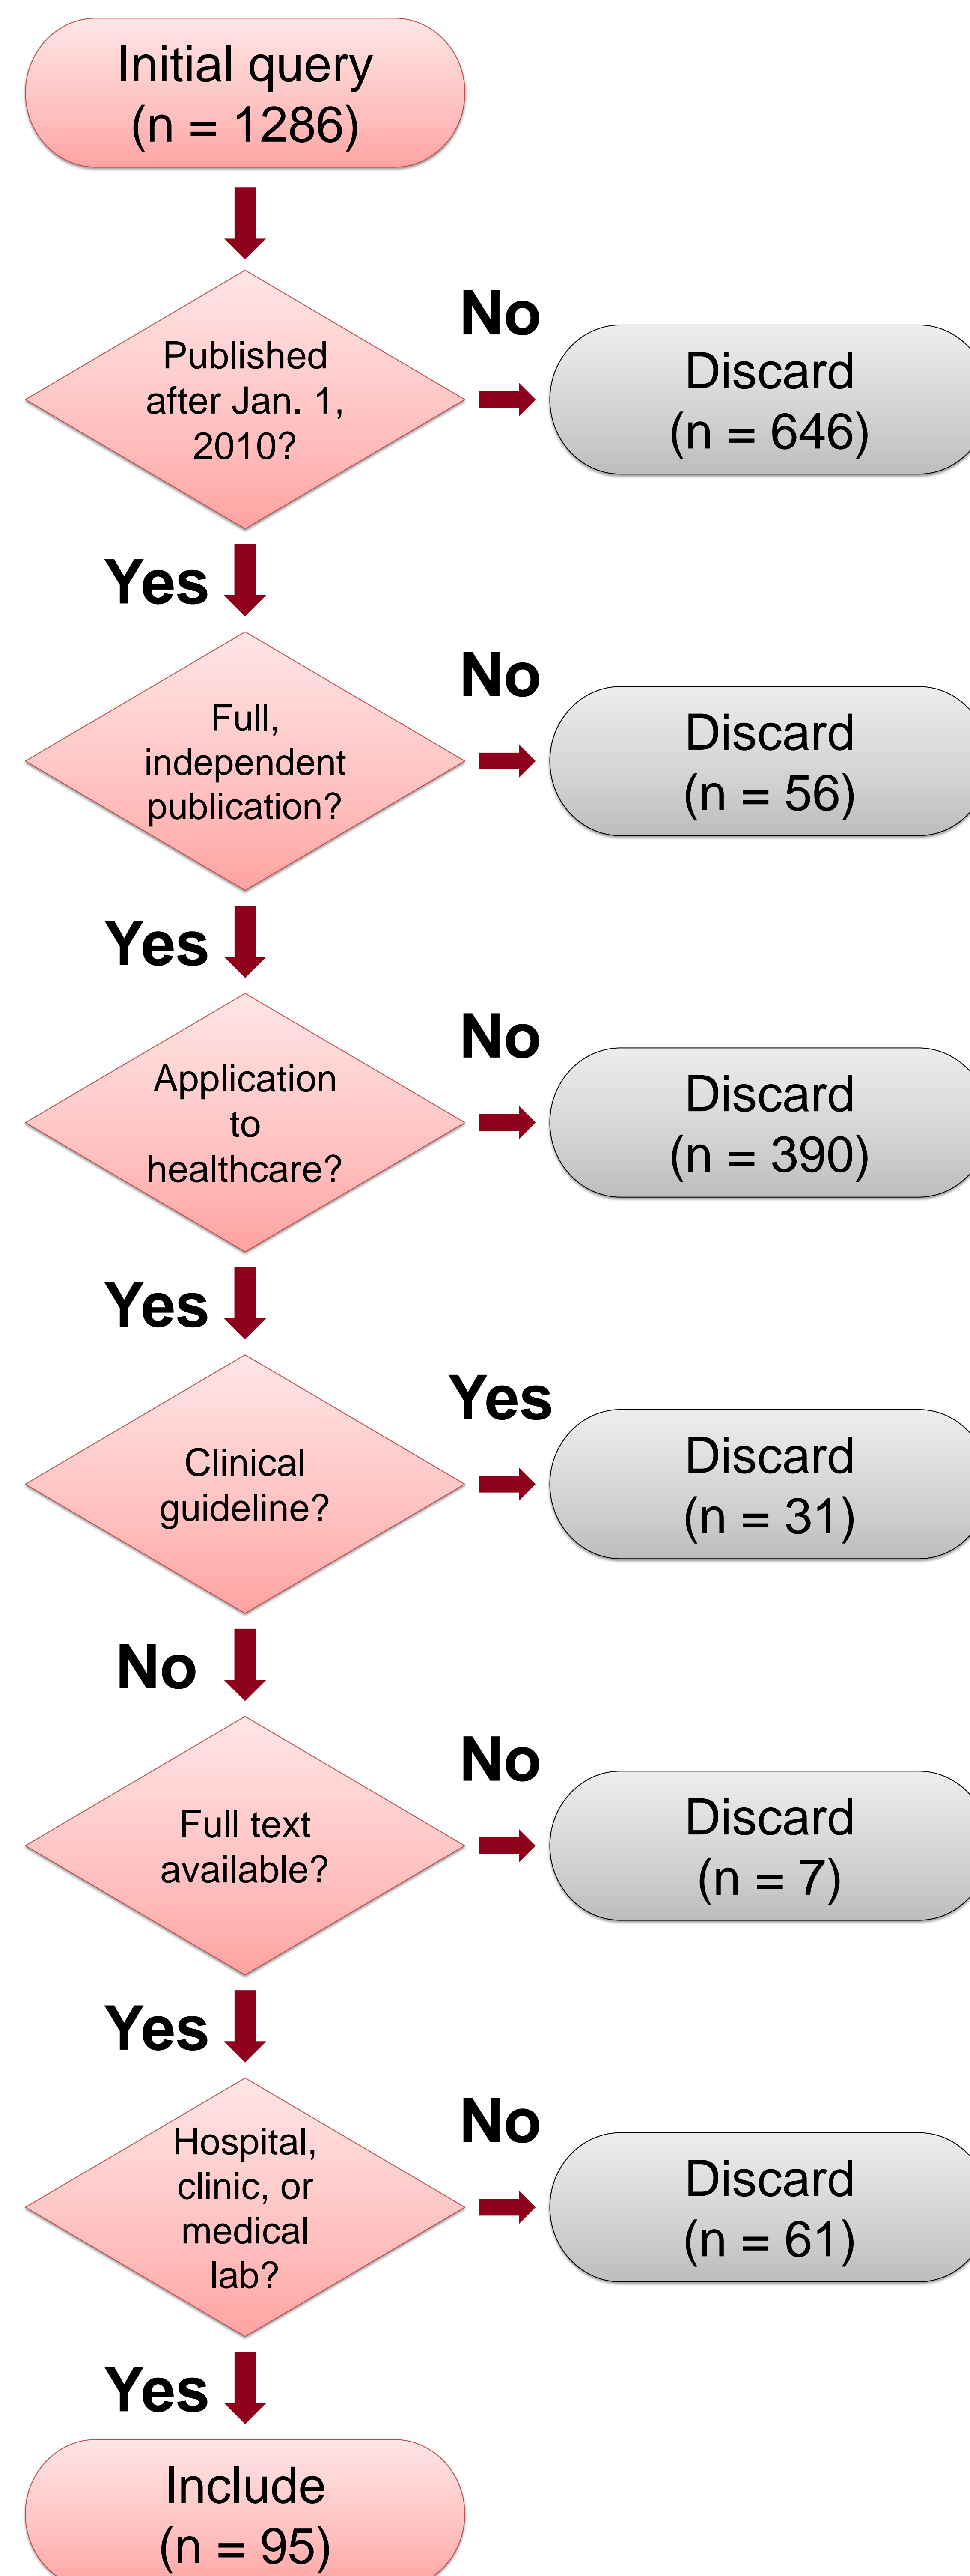 Initial query
(n = 1286)
Published
after Jan. 1,
2010?
No
Discard
(n = 646)
Yes
Full,
independent
publication?
No
Discard
(n = 56)
Yes
Application
to
healthcare?
No
Discard
(n = 390)
Yes
Clinical
guideline?
Yes
Discard
(n = 31)
No
Full text
available?
No
Discard
(n = 7)
Yes
Hospital,
clinic, or
medical
lab?
No
Discard
(n = 61)
Yes
Include
(n = 95)